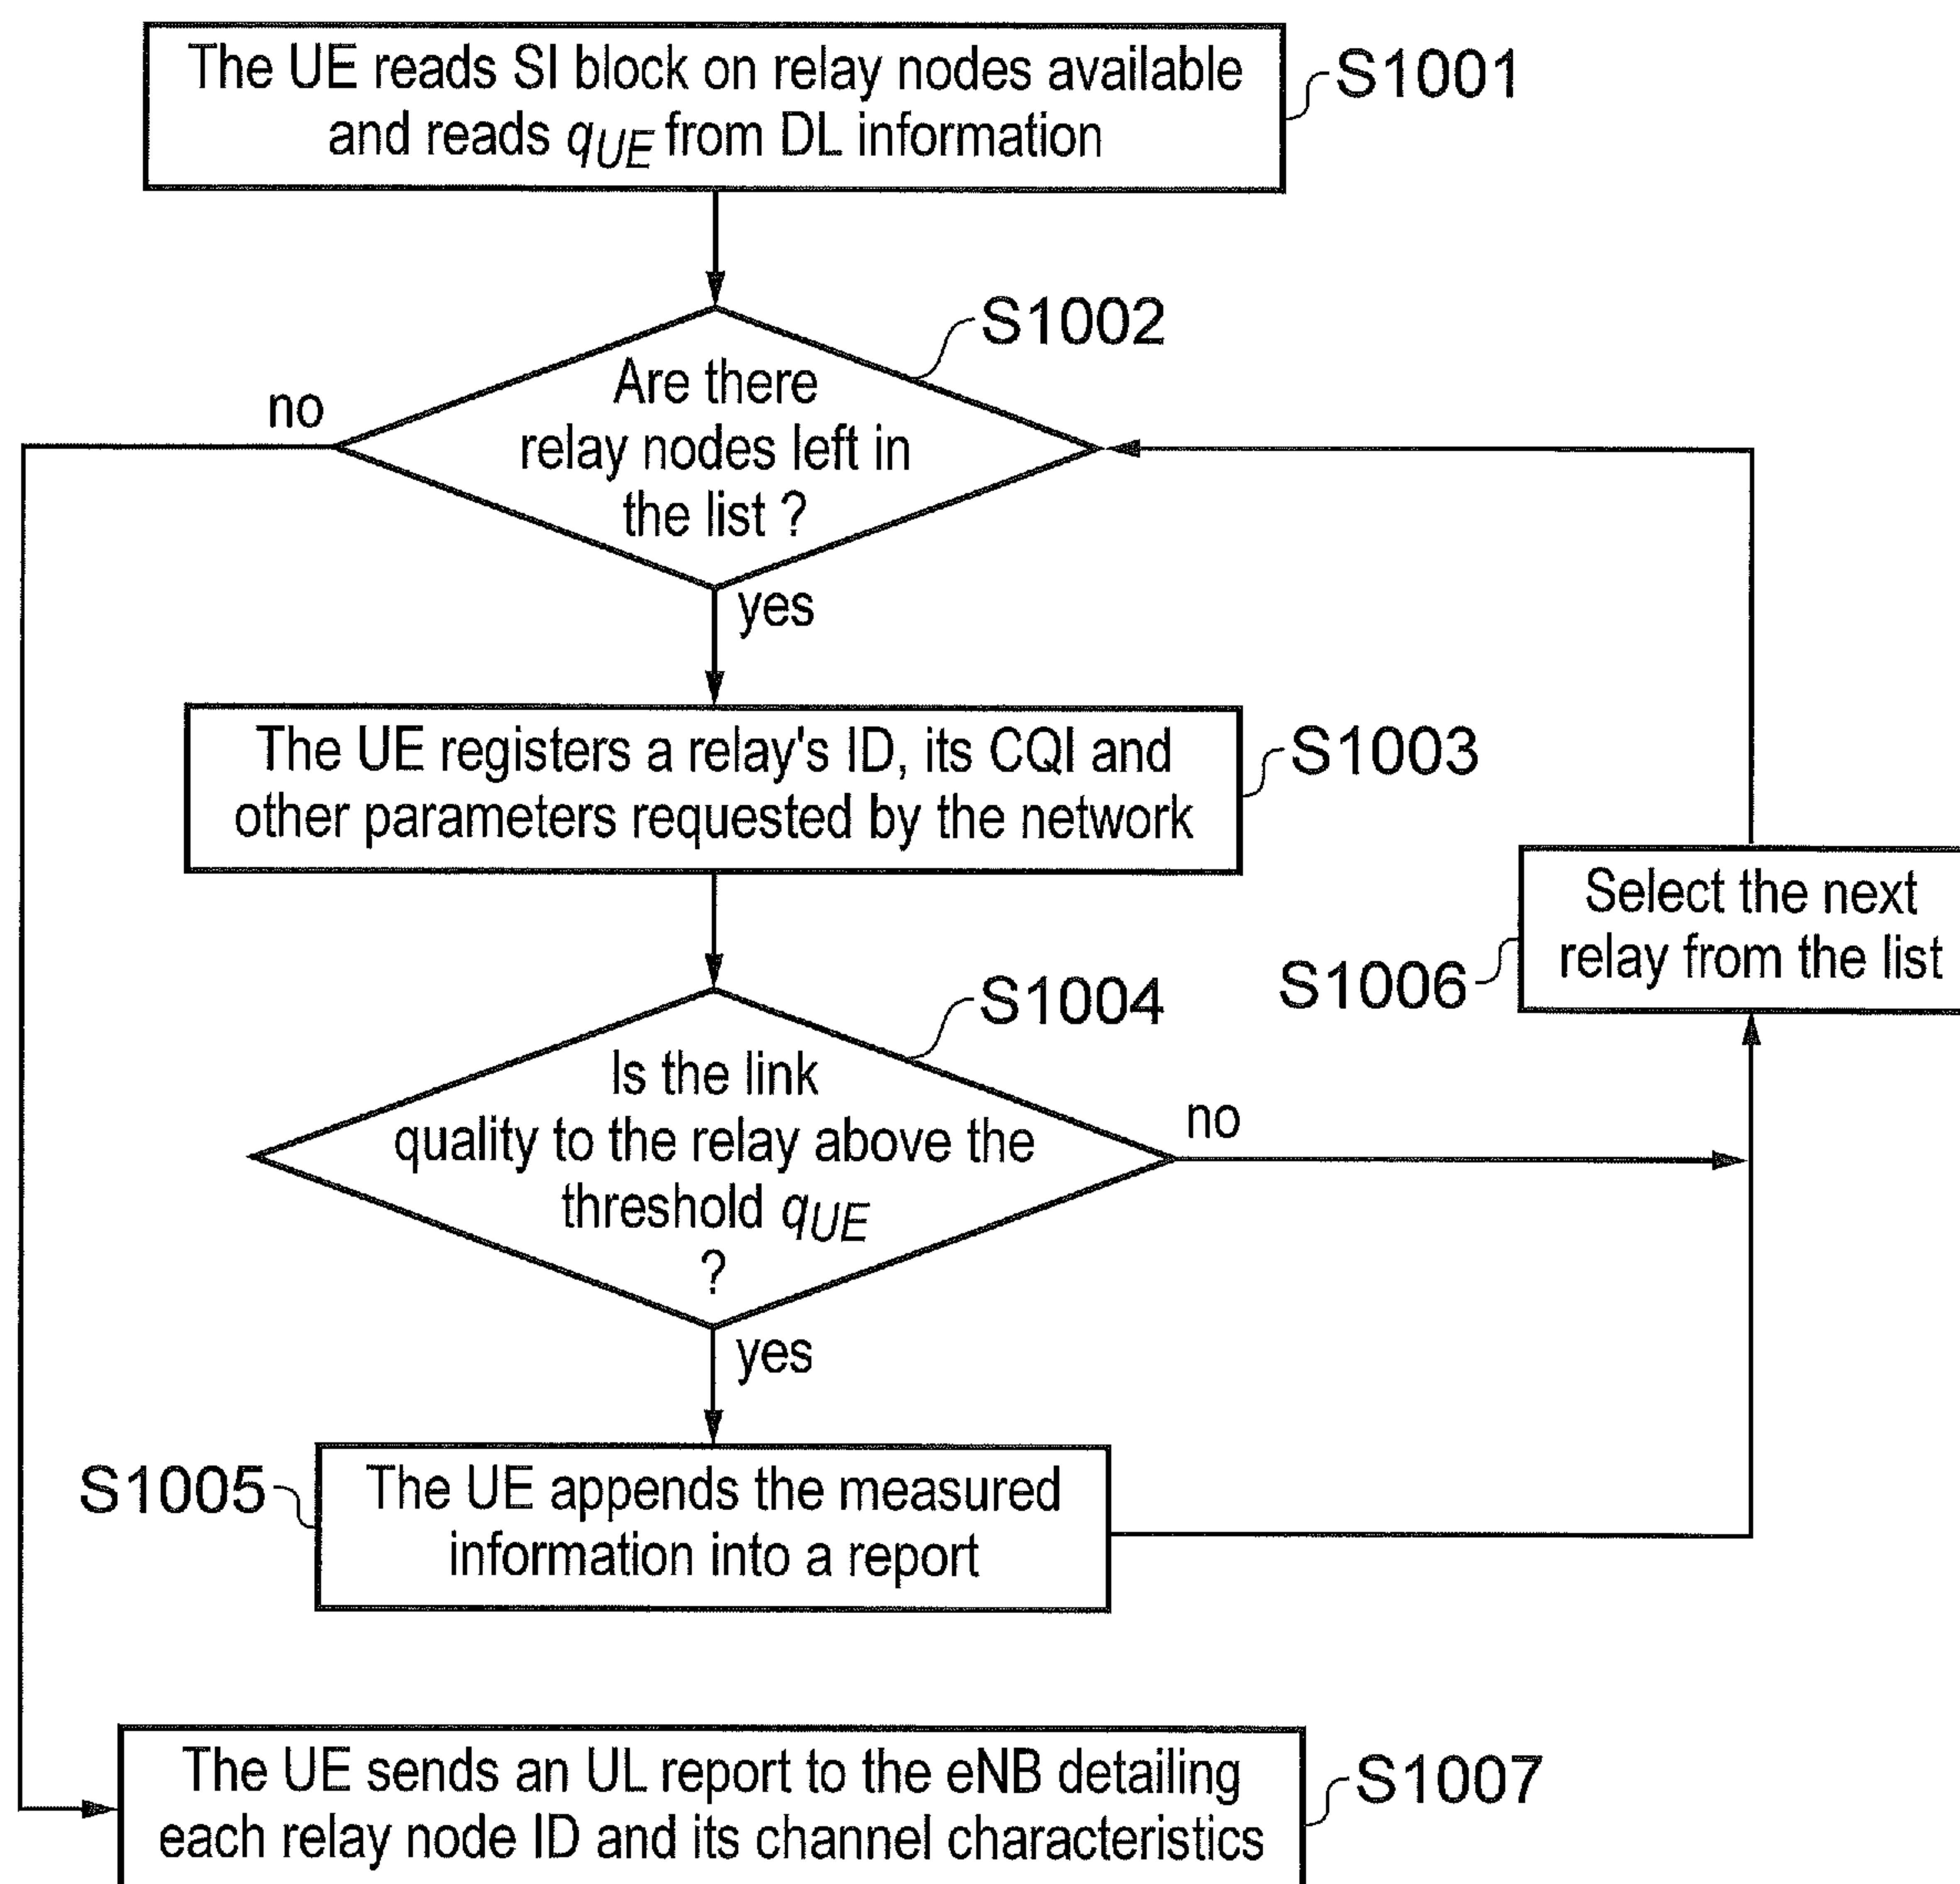 The UE reads SI block on relay nodes available
and reads qUE from DL information
S1001
S1002
Are there
relay nodes left in
the list ?
no
yes
The UE registers a relay's ID, its CQI and
other parameters requested by the network
S1003
Select the next
relay from the list
S1006
S1004
Is the link
quality to the relay above the
threshold qUE
?
no
yes
S1005
The UE appends the measured
information into a report
The UE sends an UL report to the eNB detailing
each relay node ID and its channel characteristics
S1007